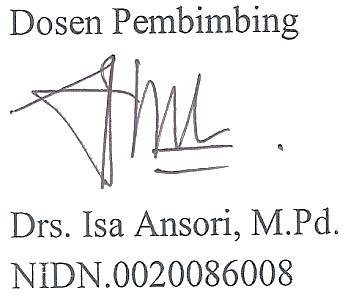 Dosen Pembimbing
Drs. Isa Ansori, M.Pd.
NIDN.0020086008